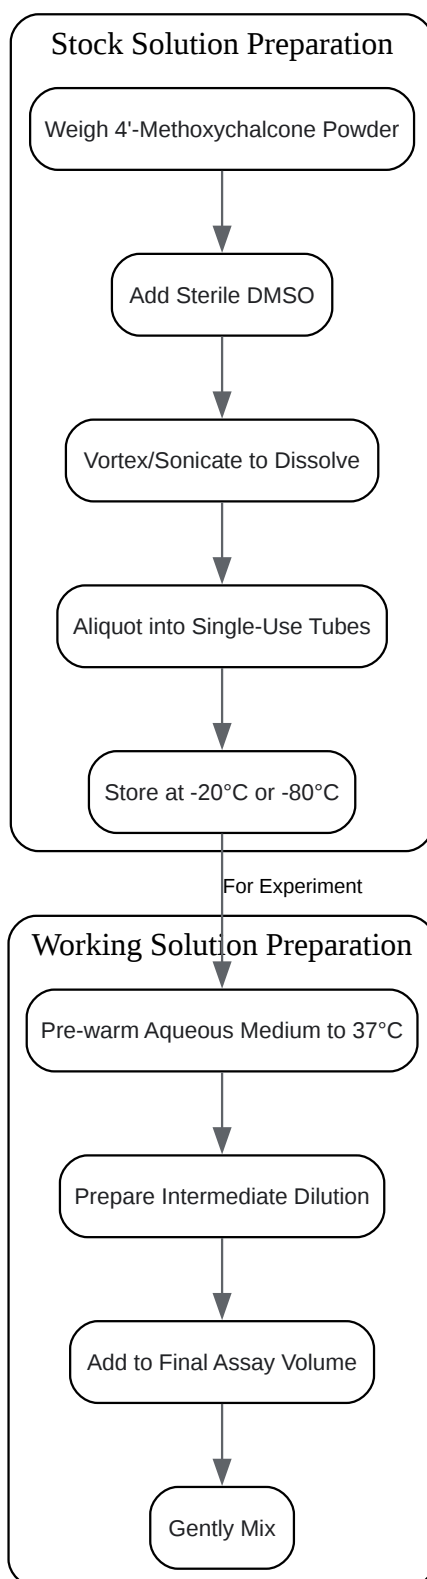 Stock Solution Preparation
Weigh 4'-Methoxychalcone Powder
Add Sterile DMSO
Vortex/Sonicate to Dissolve
Aliquot into Single-Use Tubes
Store at -20°C or -80°C
For Experiment
Working Solution Preparation
Pre-warm Aqueous Medium to 37°C
Prepare Intermediate Dilution
Add to Final Assay Volume
Gently Mix